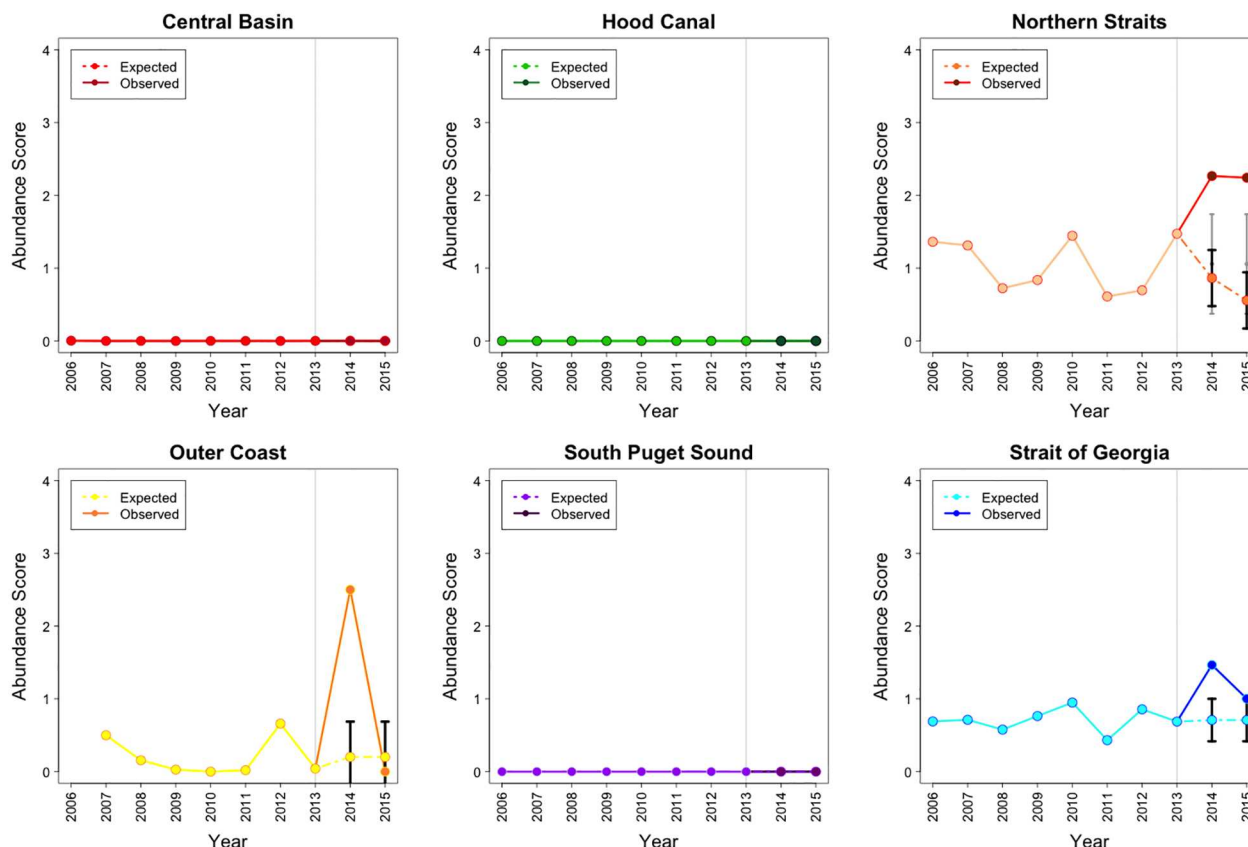 Central Basin
Expected
Observed
Abundance Score
4
3
2
1
0
2006 2007 2008 2009 2010 2011 2012 2013 2014 2015
Year
Hood Canal
Expected
Observed
Abundance Score
4
3
2
1
0
2006 2007 2008 2009 2010 2011 2012 2013 2014 2015
Year
Northern Straits
Expected
Observed
Abundance Score
4
3
2
1
0
2006 2007 2008 2009 2010 2011 2012 2013 2014 2015
Year
Outer Coast
Expected
Observed
Abundance Score
4
3
2
1
0
2006 2007 2008 2009 2010 2011 2012 2013 2014 2015
Year
South Puget Sound
Expected
Observed
Abundance Score
4
3
2
1
0
2006 2007 2008 2009 2010 2011 2012 2013 2014 2015
Year
Strait of Georgia
Expected
Observed
Abundance Score
4
3
2
1
0
2006 2007 2008 2009 2010 2011 2012 2013 2014 2015
Year